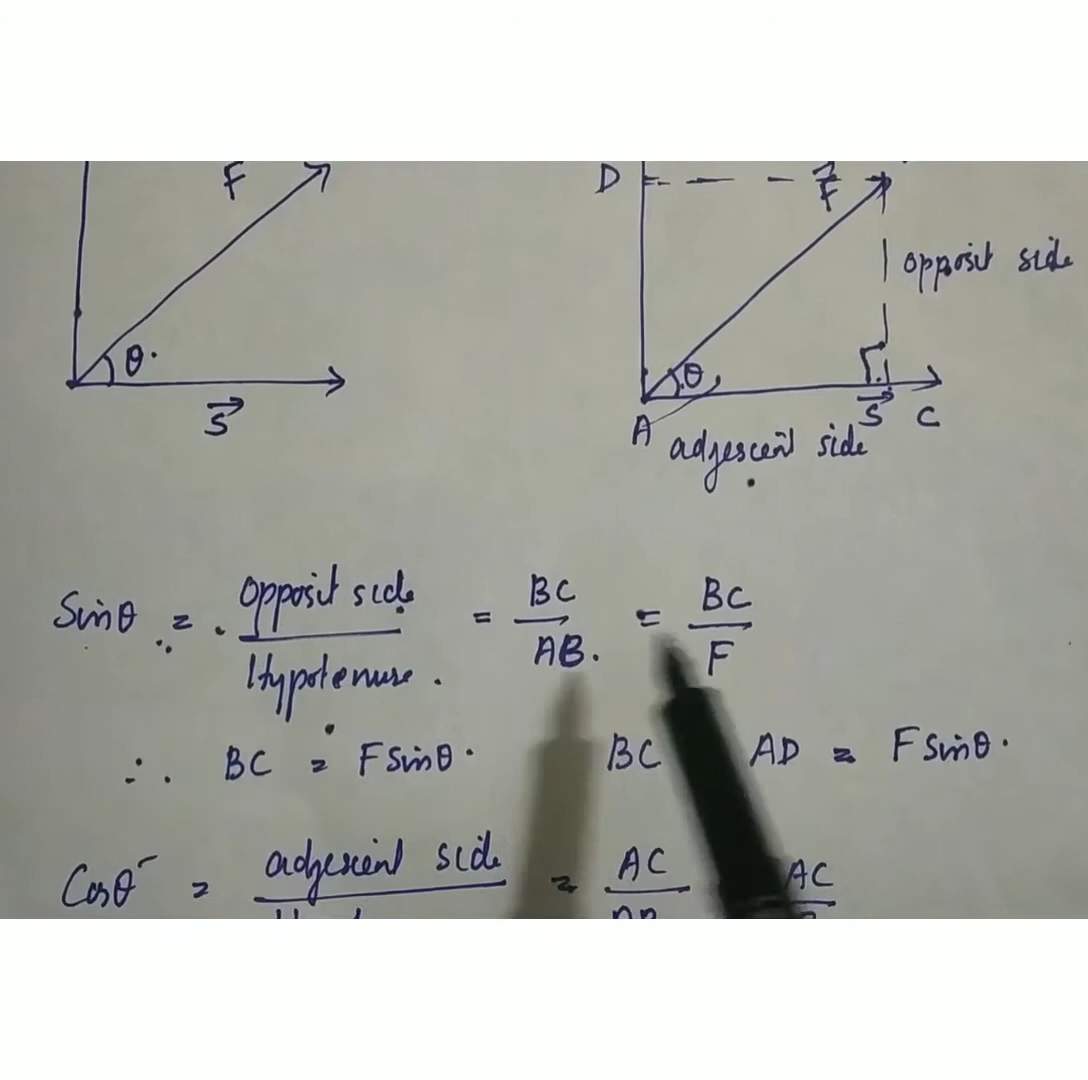 F
θ
S
D
F
opposit side
θ
S
C
A
adjescent side
Sinθ = opposit side / Hypotenuse = BC / AB = BC / F
∴ BC = F Sinθ. BC AD = F Sinθ.
Cosθ = adjescent side = AC AC